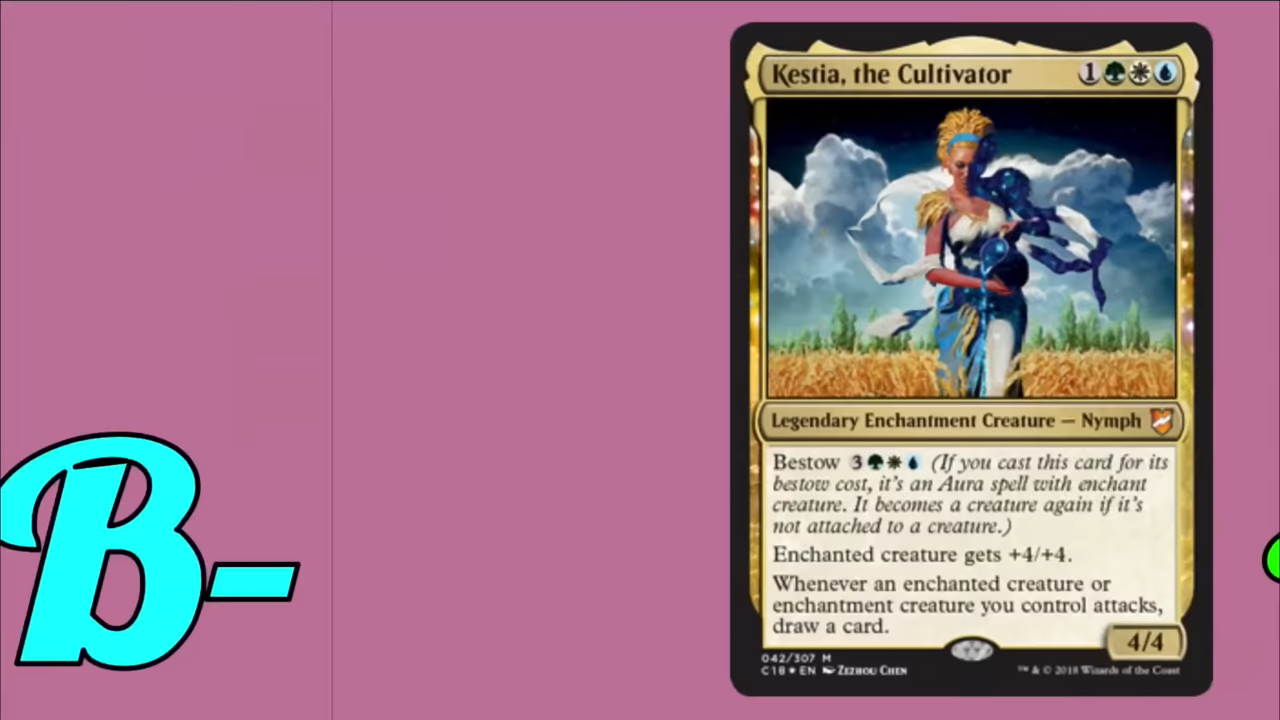 B-
Kestia, the Cultivator 1
Legendary Enchantment Creature — Nymph
Bestow 3 (If you cast this card for its
bestow cost, it's an Aura spell with enchant
creature. It becomes a creature again if it's
not attached to a creature.)
Enchanted creature gets +4/+4.
Whenever an enchanted creature or
enchantment creature you control attacks,
draw a card.
4/4
042/307 M
C18 ★ EN Zezhou Chen
™ & © 2018 Wizards of the Coast